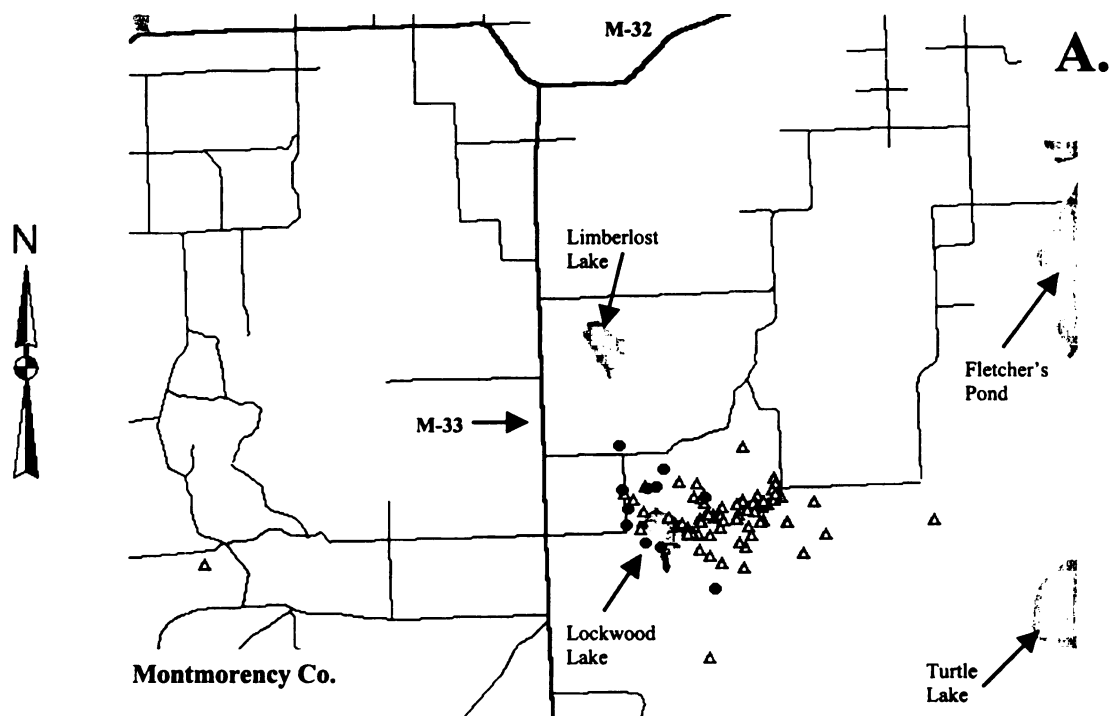 M-32
A.
N
Limberlost
Lake
Fletcher's
Pond
M-33
Lockwood
Lake
Montmorency Co.
Turtle
Lake